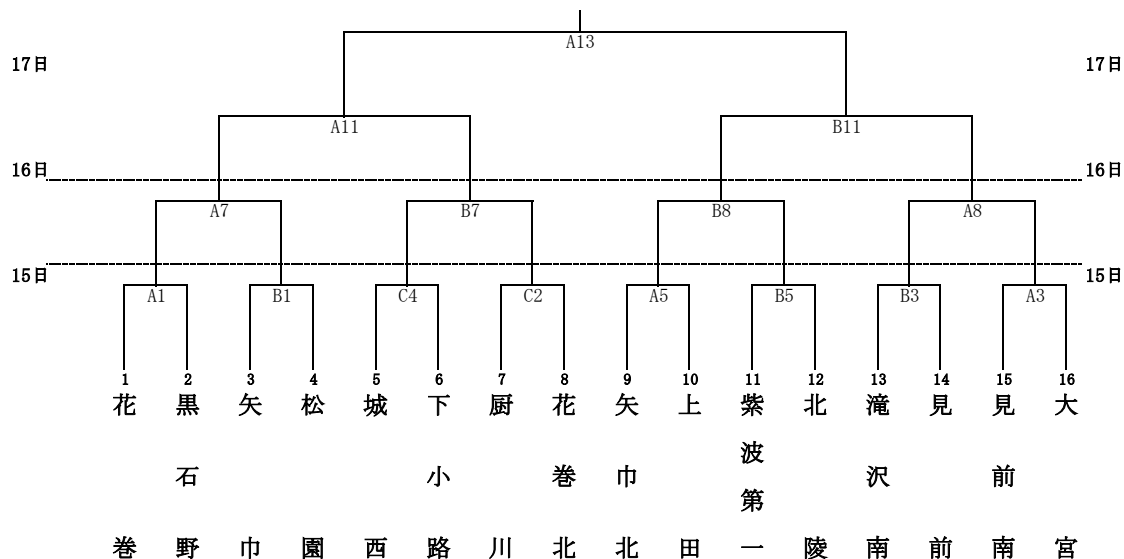 A13
17日 17日
A11 B11
16日 16日
A7 B7 B8 A8
15日 15日
A1 B1 C4 C2 A5 B5 B3 A3
1 2 3 4 5 6 7 8 9 10 11 12 13 14 15 16
花巻
黒石野
矢巾
松園
城西
下小路
厨川
花巻北
矢巾北
上田
紫波第一
北陵
滝沢南
見前
見前南
大宮